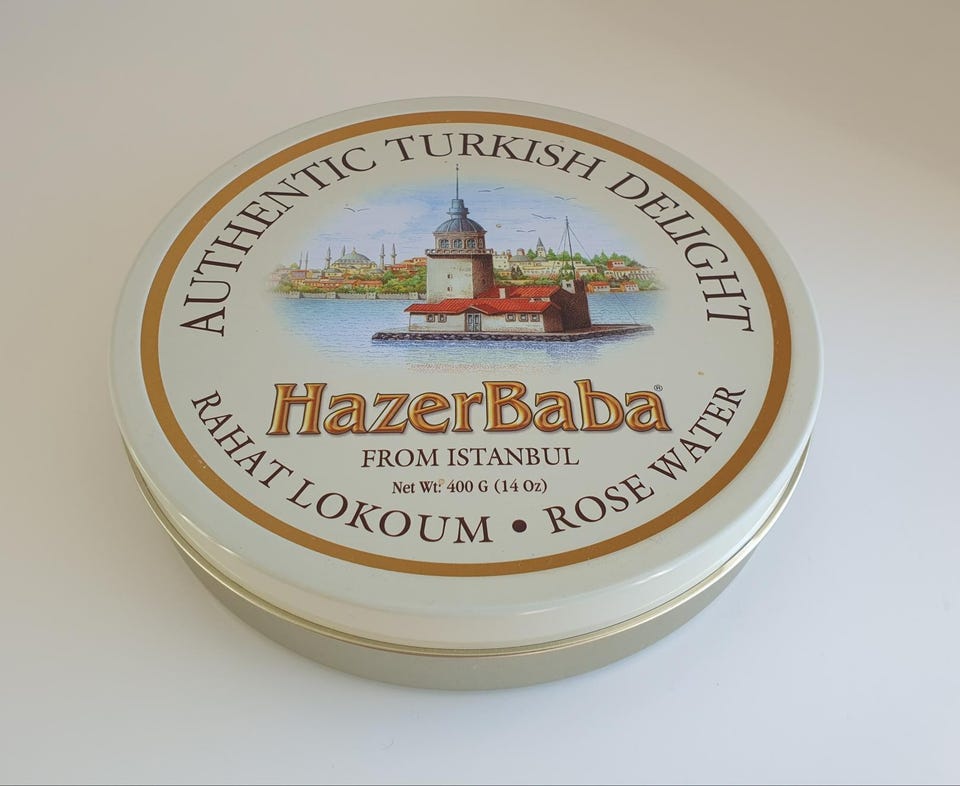 AUTHENTIC TURKISH DELIGHT
HazerBaba®
FROM ISTANBUL
Net Wt: 400 G (14 Oz)
RAHAT LOKOUM • ROSE WATER